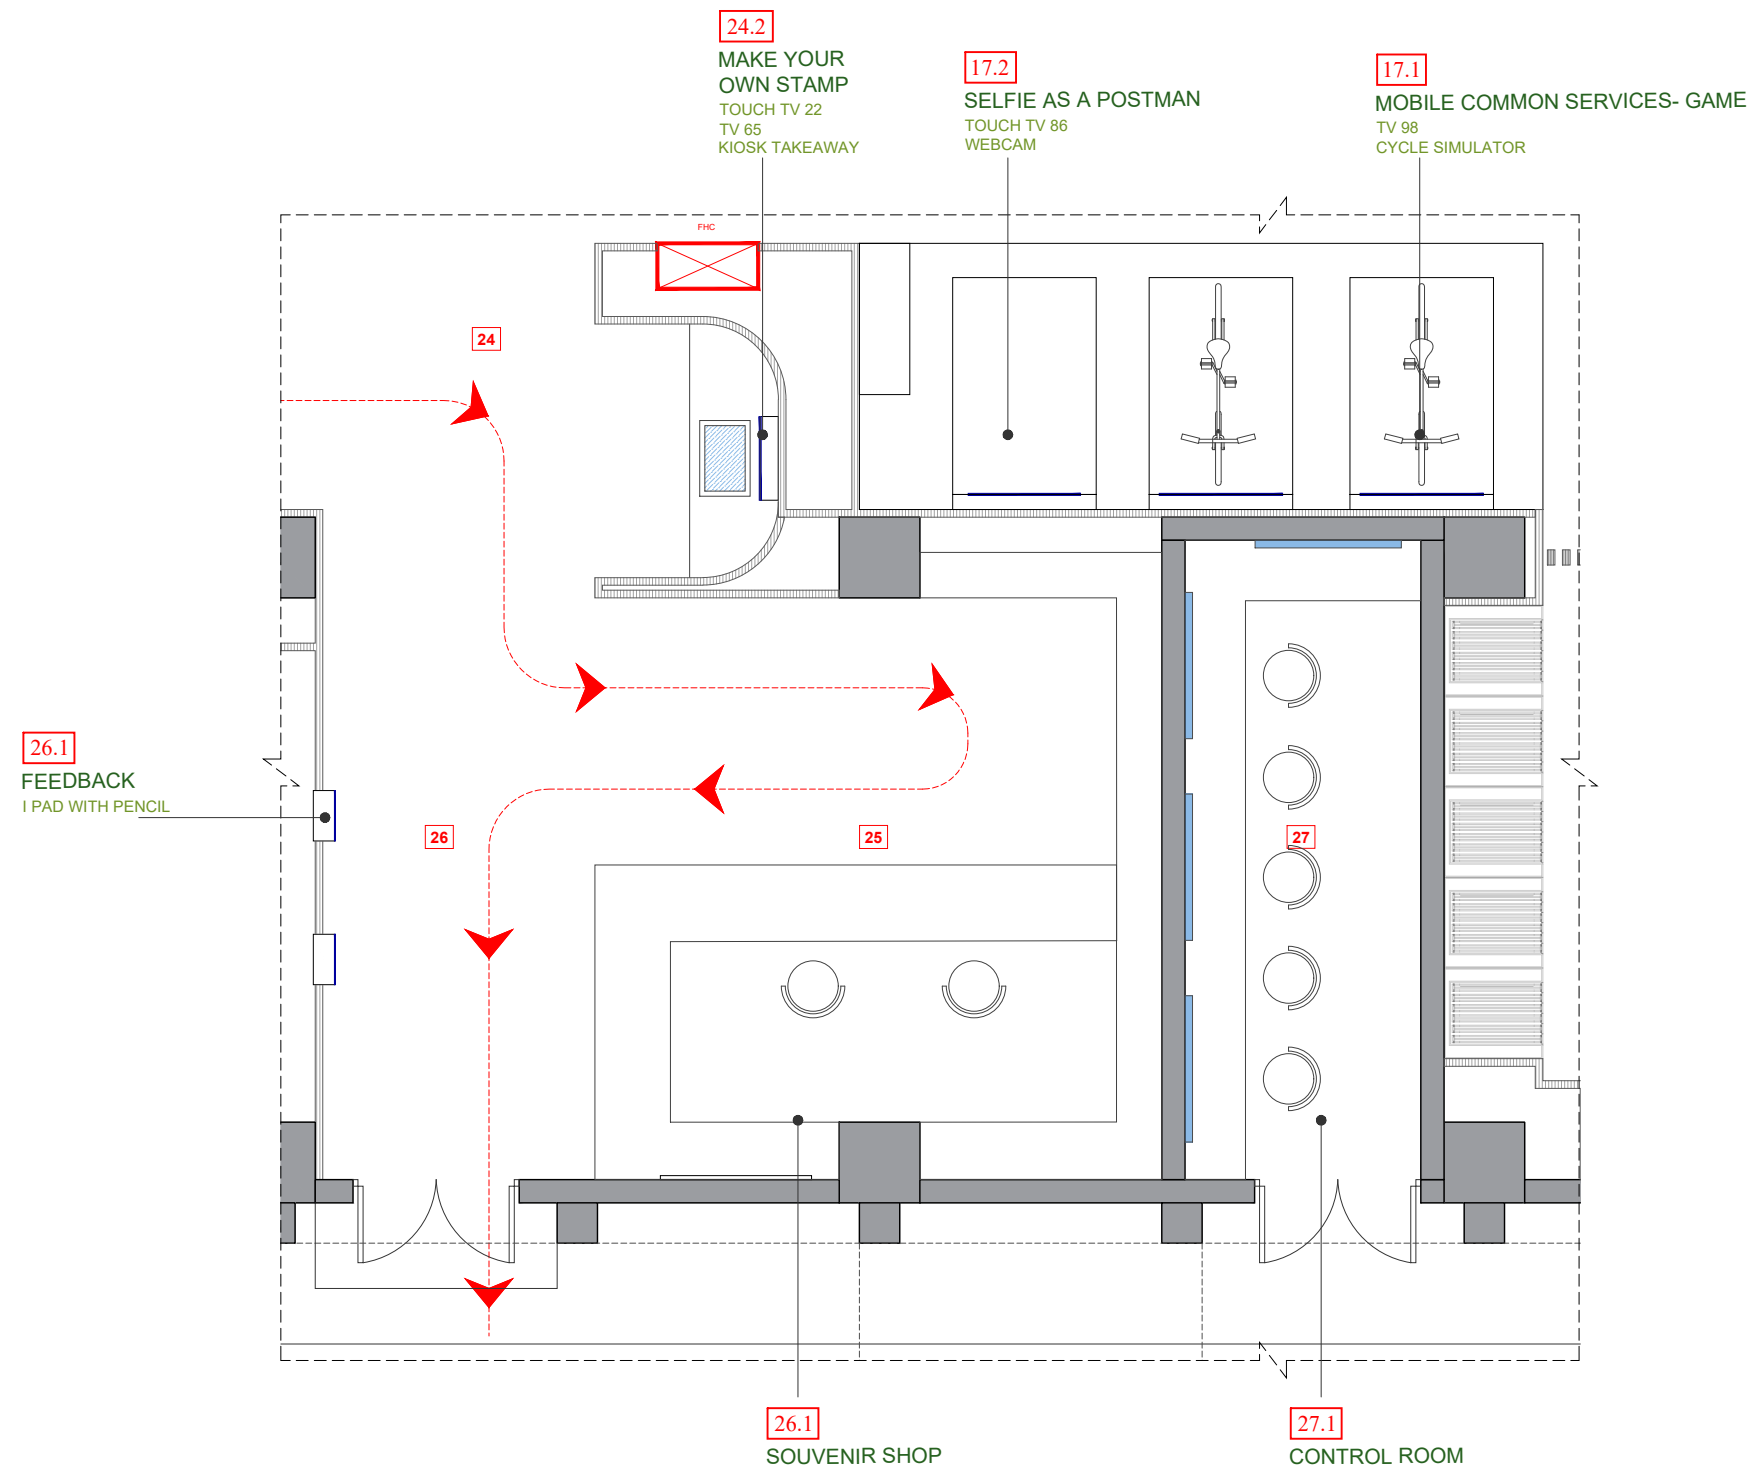 24.2
MAKE YOUR
OWN STAMP
TOUCH TV 22
TV 65
KIOSK TAKEAWAY
17.2
SELFIE AS A POSTMAN
TOUCH TV 86
WEBCAM
17.1
MOBILE COMMON SERVICES- GAME
TV 98
CYCLE SIMULATOR
FHC
24
26.1
FEEDBACK
I PAD WITH PENCIL
26
25
27
26.1
SOUVENIR SHOP
27.1
CONTROL ROOM